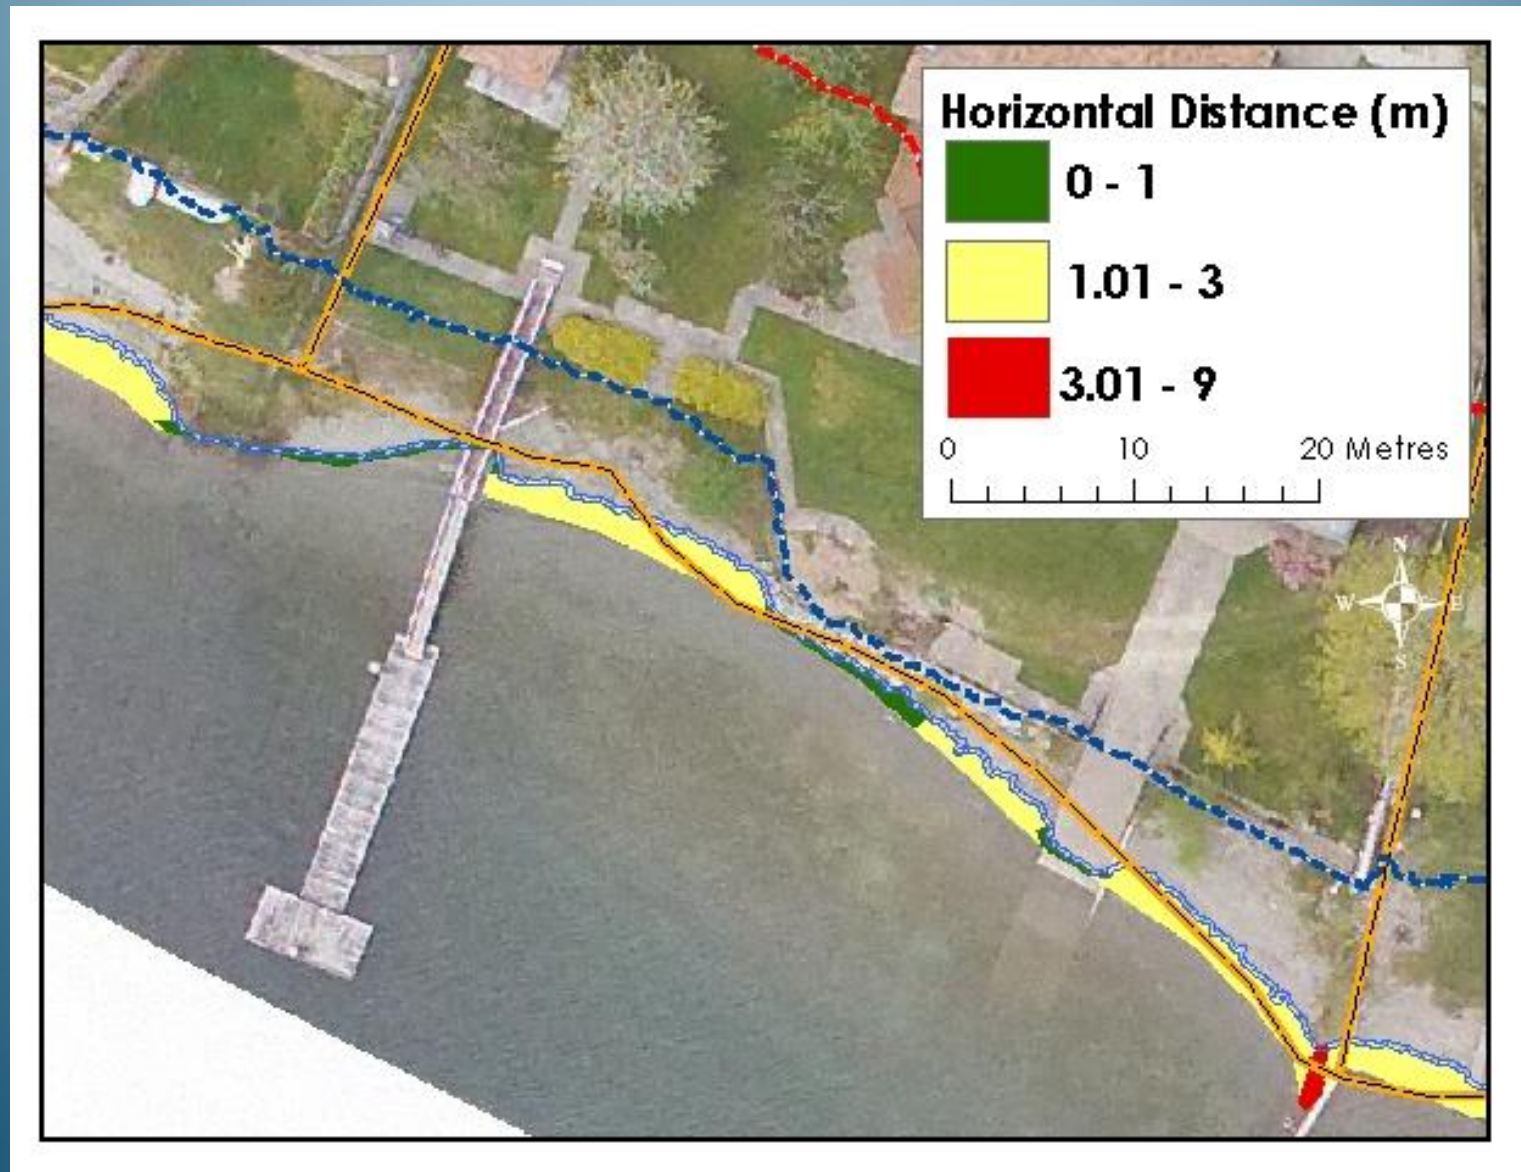 Horizontal Distance (m)
0 - 1
1.01 - 3
3.01 - 9
0 10 20 Metres
N
W E
S